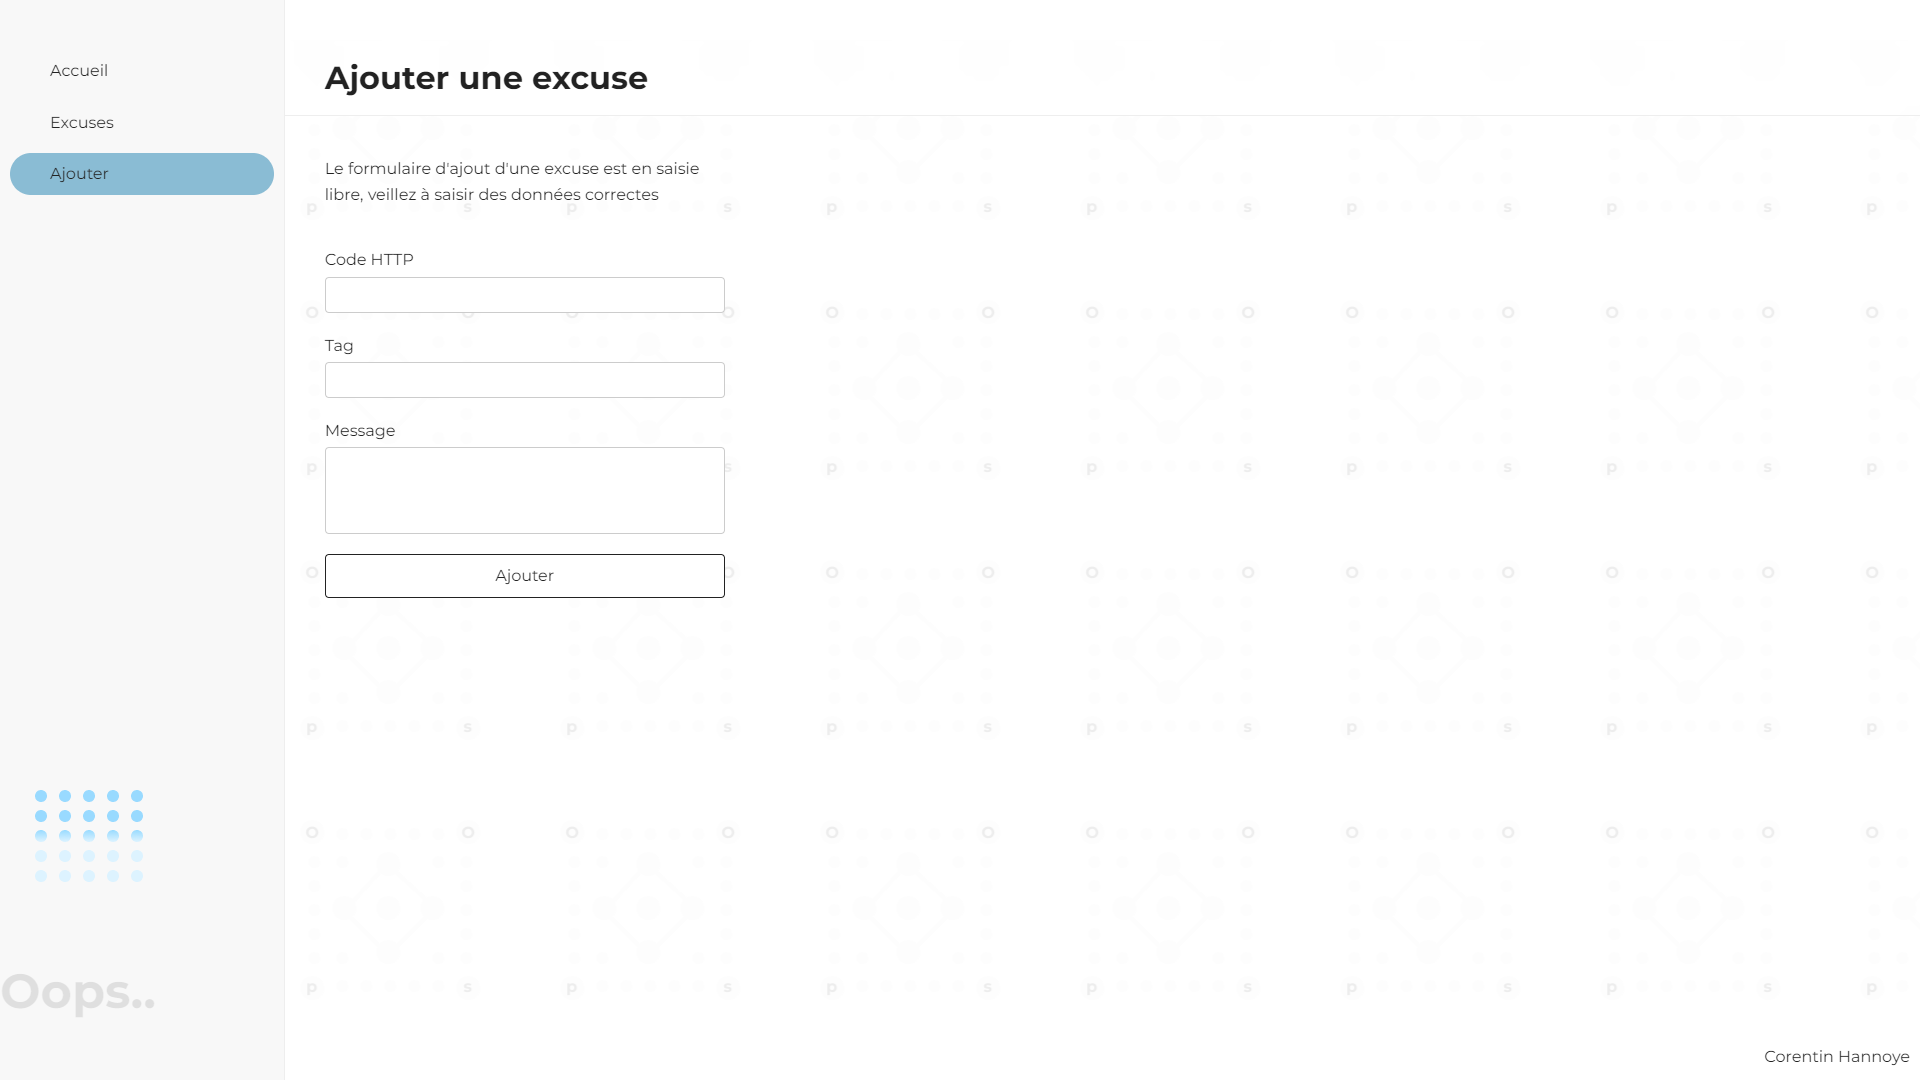 Accueil
Excuses
Ajouter
Oops..
Ajouter une excuse
Le formulaire d'ajout d'une excuse est en saisie
libre, veillez à saisir des données correctes
Code HTTP
Tag
Message
Ajouter
Corentin Hannoye